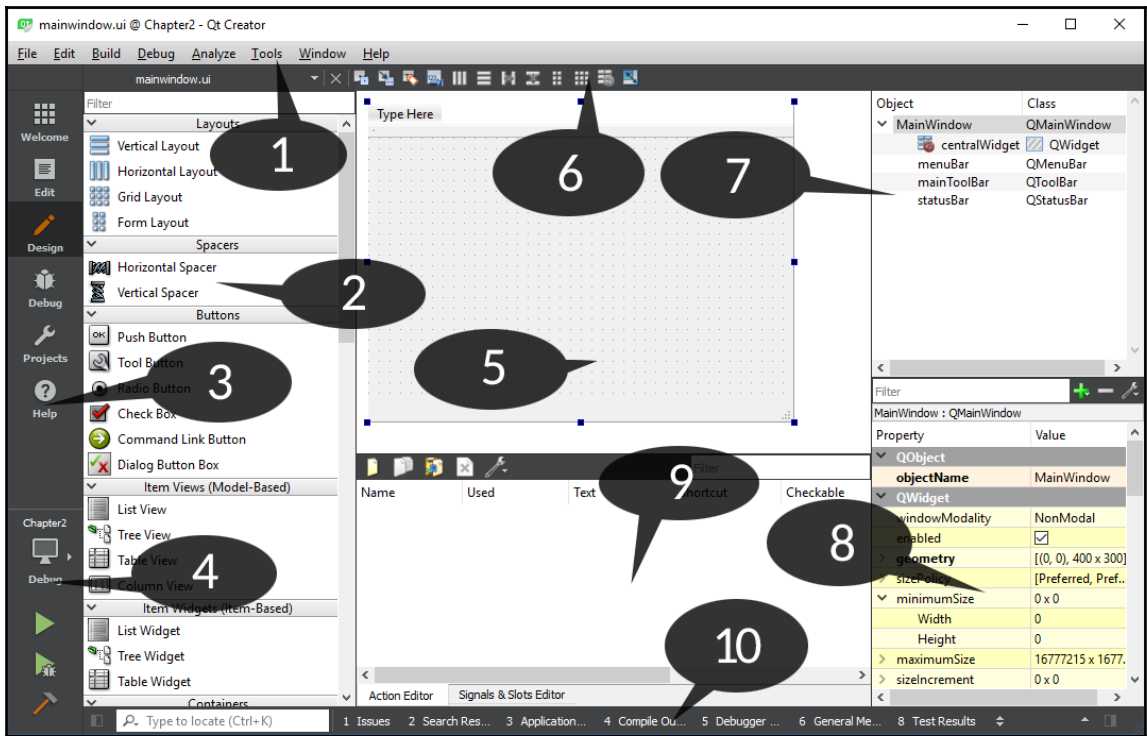 mainwindow.ui @ Chapter2 - Qt Creator
File Edit Build Debug Analyze Tools Window Help
mainwindow.ui
Welcome
Edit
Design
Debug
Projects
Help
Chapter2
Debug
Filter
Layouts
Vertical Layout
Horizontal Layout
Grid Layout
Form Layout
Spacers
Horizontal Spacer
Vertical Spacer
Buttons
OK Push Button
Tool Button
Radio Button
Check Box
Command Link Button
Dialog Button Box
Item Views (Model-Based)
List View
Tree View
Table View
Column View
Item Widgets (Item-Based)
List Widget
Tree Widget
Table Widget
Containers
Type Here
1
2
3
4
5
6
7
8
9
10
Filter
Name Used Text Shortcut Checkable
Action Editor Signals & Slots Editor
Object Class
MainWindow QMainWindow
centralWidget QWidget
menuBar QMenuBar
mainToolBar QToolBar
statusBar QStatusBar
Filter
MainWindow : QMainWindow
Property Value
QObject
objectName MainWindow
QWidget
windowModality NonModal
enabled
geometry [(0, 0), 400 x 300]
sizePolicy [Preferred, Pref...
minimumSize 0 x 0
Width 0
Height 0
maximumSize 16777215 x 1677...
sizeIncrement 0 x 0
Type to locate (Ctrl+K) 1 Issues 2 Search Res... 3 Application... 4 Compile Ou... 5 Debugger ... 6 General Me... 8 Test Results